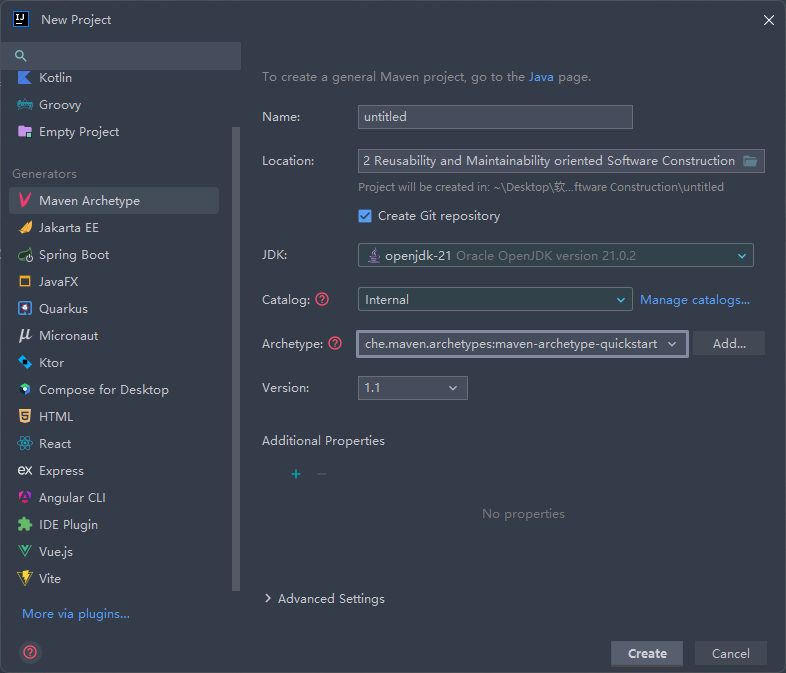 New Project
Kotlin
Groovy
Empty Project
Generators
Maven Archetype
Jakarta EE
Spring Boot
JavaFX
Quarkus
Micronaut
Ktor
Compose for Desktop
HTML
React
Express
Angular CLI
IDE Plugin
Vue.js
Vite
More via plugins...
To create a general Maven project, go to the Java page.
Name: untitled
Location: 2 Reusability and Maintainability oriented Software Construction
Project will be created in: ~\Desktop\软...ftware Construction\untitled
Create Git repository
JDK: openjdk-21 Oracle OpenJDK version 21.0.2
Catalog: Internal Manage catalogs...
Archetype: che.maven.archetypes:maven-archetype-quickstart Add...
Version: 1.1
Additional Properties
No properties
Advanced Settings
Create Cancel